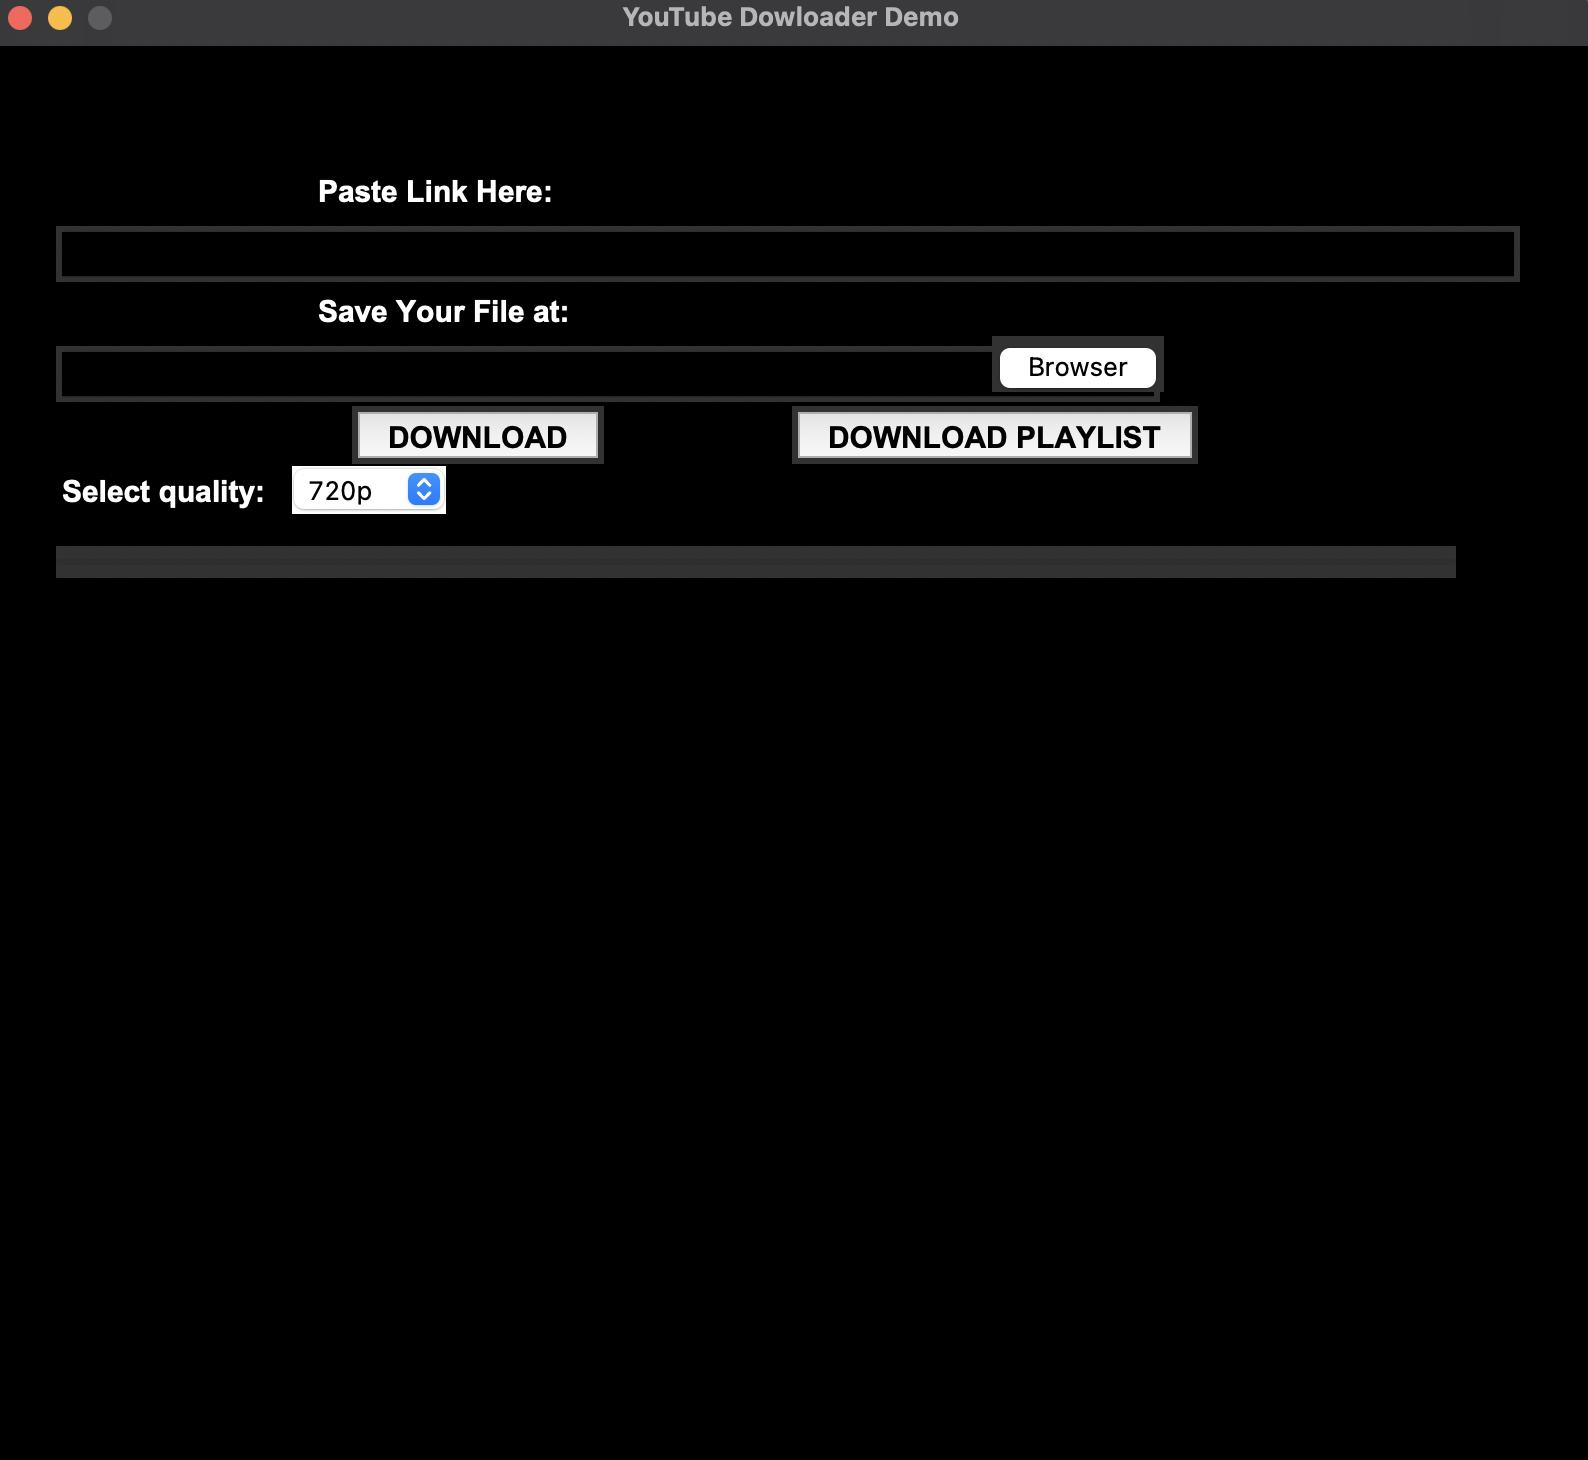 YouTube Dowloader Demo
Paste Link Here:
Save Your File at:
Browser
DOWNLOAD DOWNLOAD PLAYLIST
Select quality: 720p